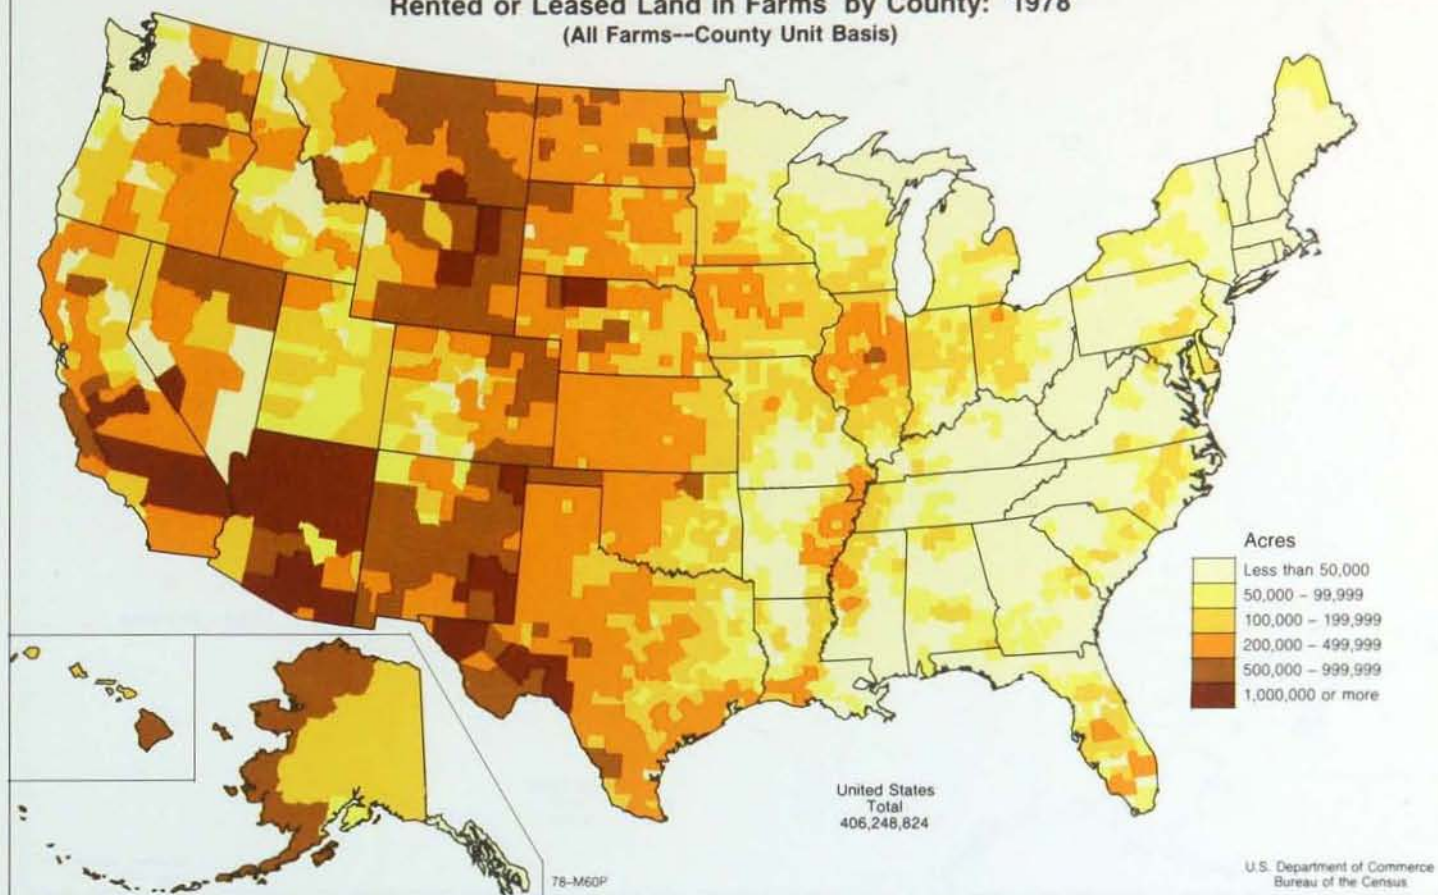 Rented or Leased Land in Farms by County: 1978
(All Farms--County Unit Basis)
Acres
Less than 50,000
50,000 - 99,999
100,000 - 199,999
200,000 - 499,999
500,000 - 999,999
1,000,000 or more
United States
Total
406,248,824
78-M60P
U.S. Department of Commerce
Bureau of the Census